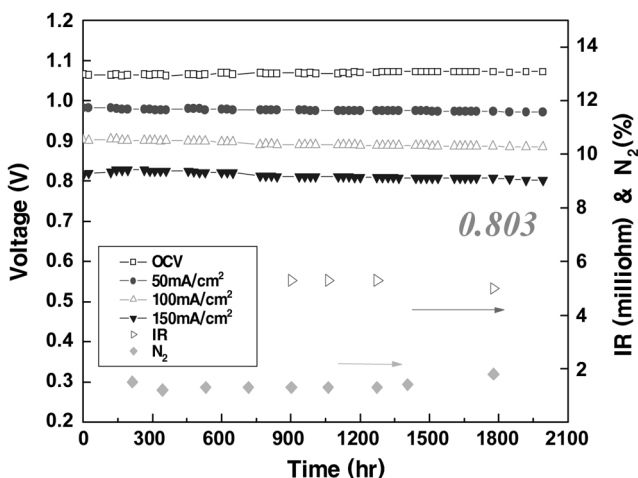 1.2
1.1
1.0
0.9
0.8
0.7
0.6
0.5
0.4
0.3
0.2
Voltage (V)
0 300 600 900 1200 1500 1800 2100
Time (hr)
14
12
10
8
6
4
2
IR (milliohm) & N₂(%)
0.803
OCV
50mA/cm²
100mA/cm²
150mA/cm²
IR
N₂